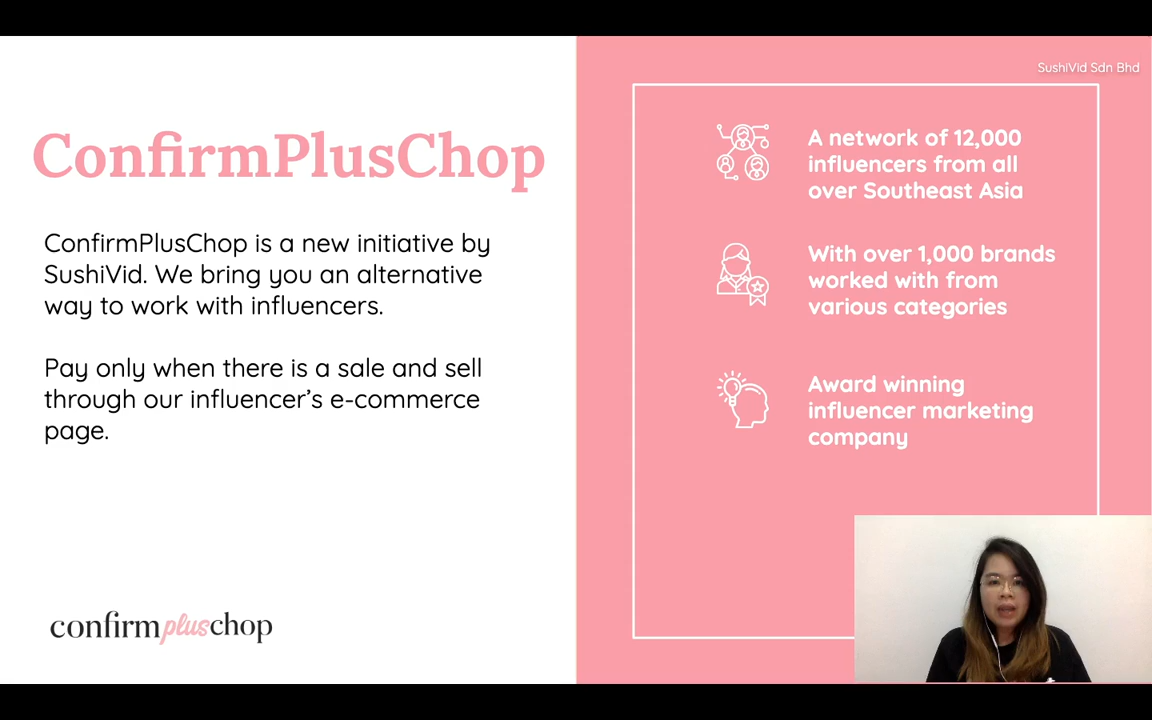 SushiVid Sdn Bhd
ConfirmPlusChop
ConfirmPlusChop is a new initiative by
SushiVid. We bring you an alternative
way to work with influencers.
Pay only when there is a sale and sell
through our influencer’s e-commerce
page.
confirmpluschop
A network of 12,000
influencers from all
over Southeast Asia
With over 1,000 brands
worked with from
various categories
Award winning
influencer marketing
company